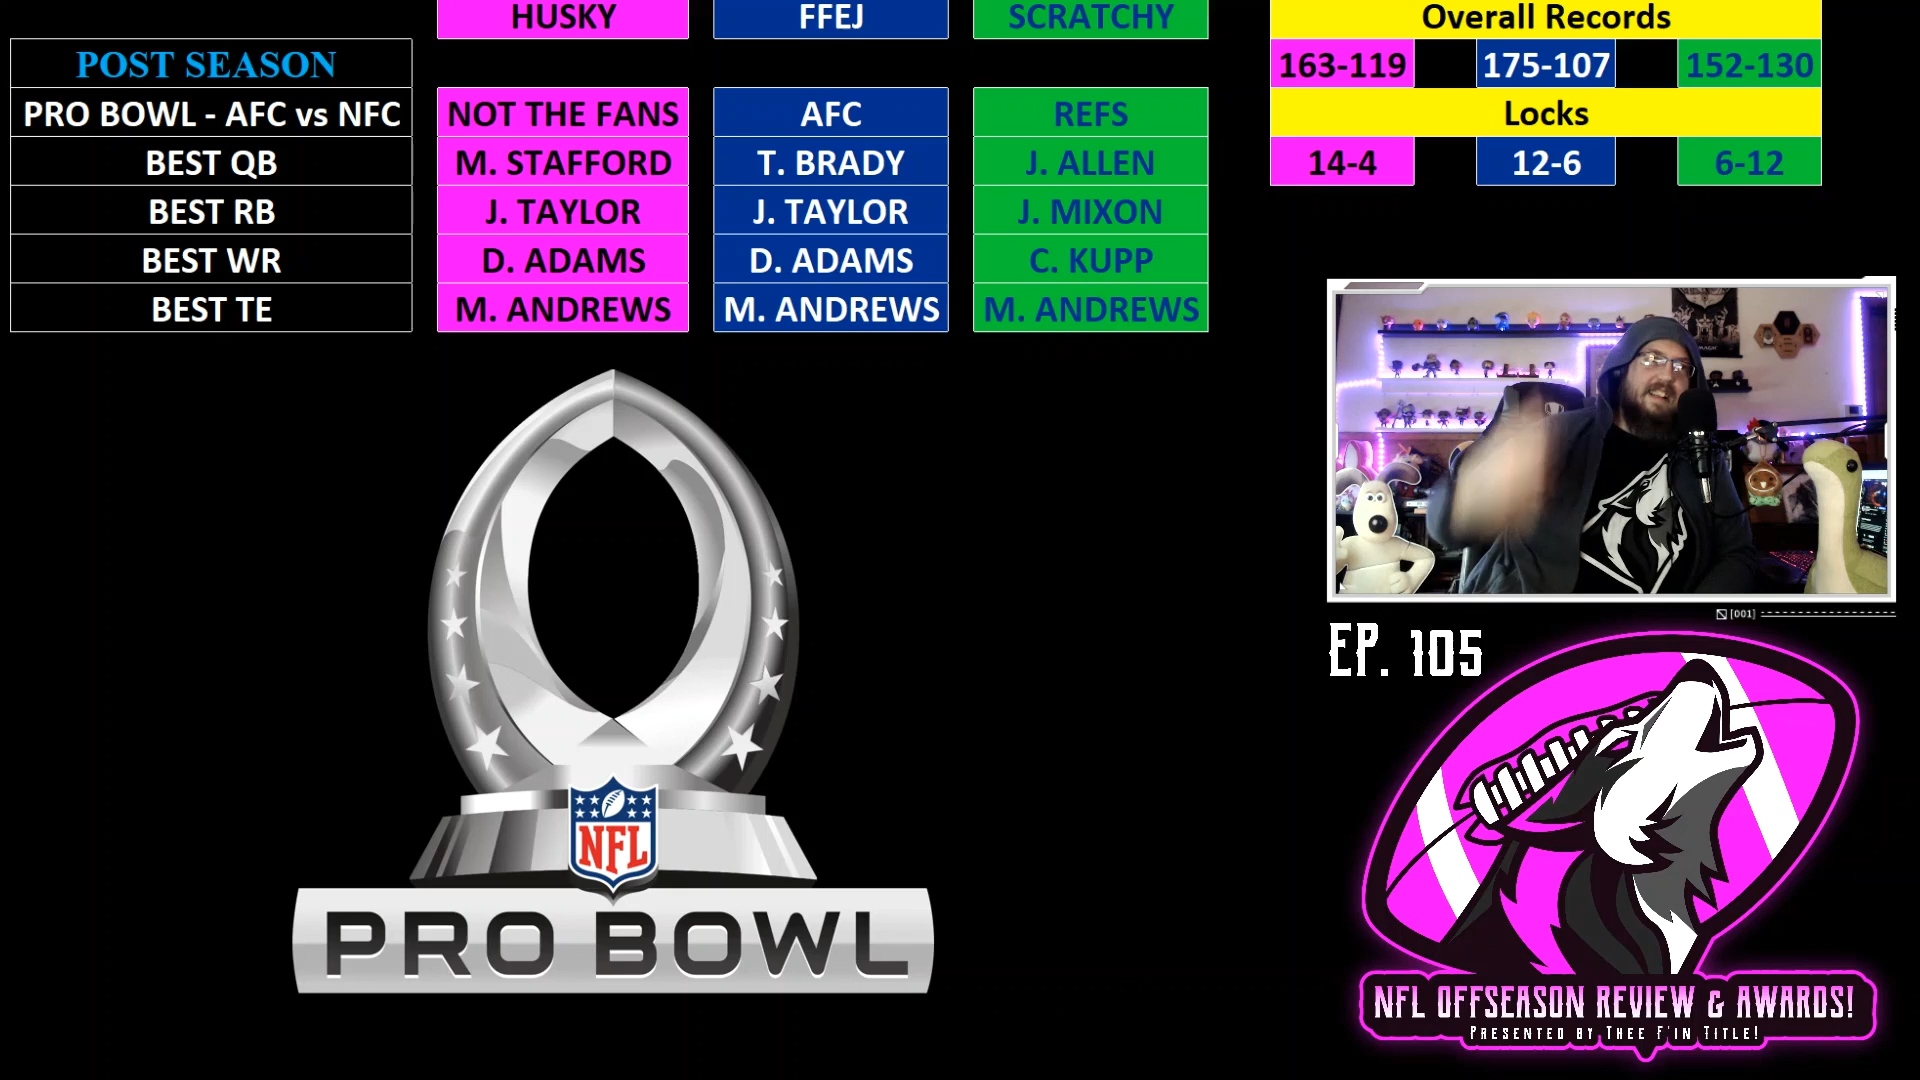 HUSKY FFEJ SCRATCHY Overall Records
POST SEASON 163-119 175-107 152-130
PRO BOWL - AFC vs NFC NOT THE FANS AFC REFS Locks
BEST QB M. STAFFORD T. BRADY J. ALLEN 14-4 12-6 6-12
BEST RB J. TAYLOR J. TAYLOR J. MIXON
BEST WR D. ADAMS D. ADAMS C. KUPP
BEST TE M. ANDREWS M. ANDREWS M. ANDREWS
[001]
EP. 105
NFL
PRO BOWL
NFL OFFSEASON REVIEW & AWARDS!
PRESENTED BY THEE F'IN TITLE!